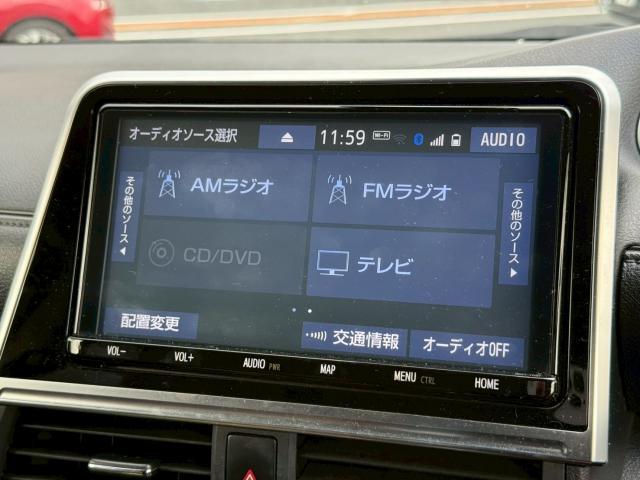 オーディオソース選択
11:59
Wi-Fi
AUDIO
その他のソース
AMラジオ
FMラジオ
その他のソース
CD/DVD
テレビ
配置変更
交通情報
オーディオOFF
VOL-
VOL+
AUDIO PWR
MAP
MENU CTRL
HOME